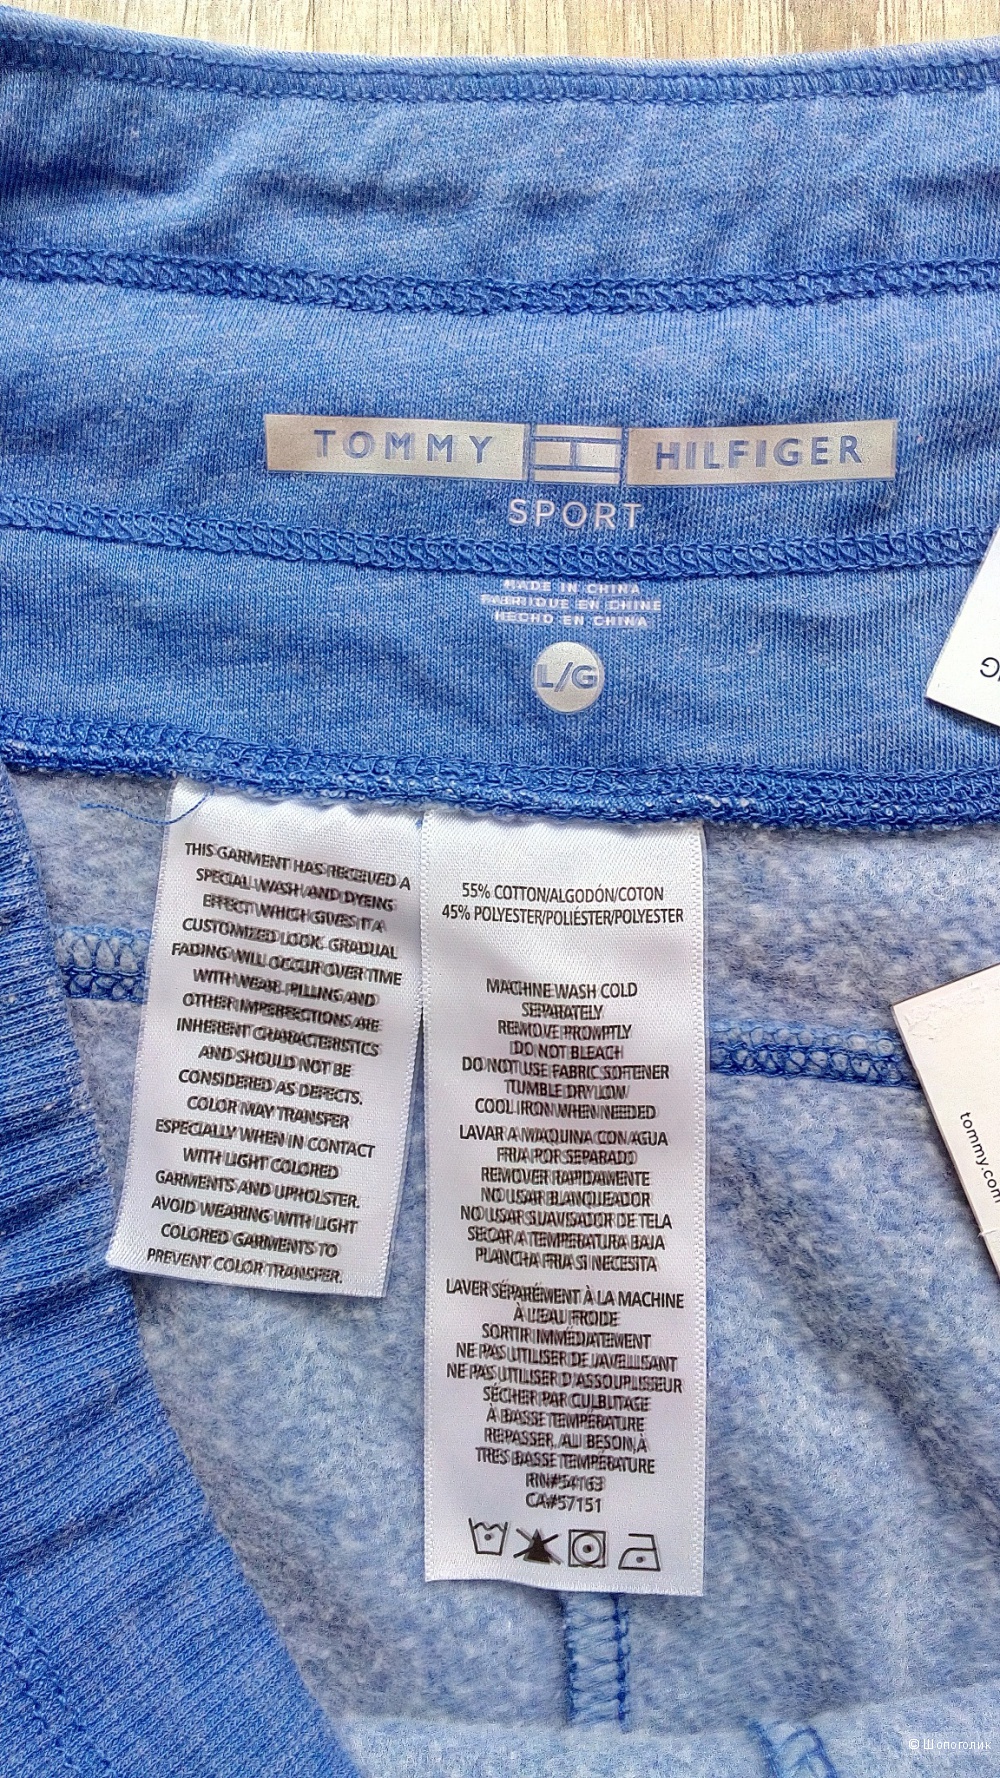 TOMMY HILFIGER
SPORT
MADE IN CHINA
FABRIQUE EN CHINE
HECHO EN CHINA
L/G
THIS GARMENT HAS RECEIVED A
SPECIAL WASH AND DYEING
EFFECT WHICH GIVES IT A
CUSTOMIZED LOOK. GRADUAL
FADING WILL OCCUR OVER TIME
WITH WEAR. PILLING AND
OTHER IMPERFECTIONS ARE
INHERENT CHARACTERISTICS
AND SHOULD NOT BE
CONSIDERED AS DEFECTS.
COLOR MAY TRANSFER
ESPECIALLY WHEN IN CONTACT
WITH LIGHT COLORED
GARMENTS AND UPHOLSTER.
AVOID WEARING WITH LIGHT
COLORED GARMENTS TO
PREVENT COLOR TRANSFER.
55% COTTON/ALGODÓN/COTON
45% POLYESTER/POLIÉSTER/POLYESTER
MACHINE WASH COLD
SEPARATELY
REMOVE PROMPTLY
DO NOT BLEACH
DO NOT USE FABRIC SOFTENER
TUMBLE DRY LOW
COOL IRON WHEN NEEDED
LAVAR A MAQUINA CON AGUA
FRIA POR SEPARADO
REMOVER RAPIDAMENTE
NO USAR BLANQUEADOR
NO USAR SUAVISADOR DE TELA
SECAR A TEMPERATURA BAJA
PLANCHA FRIA SI NECESITA
LAVER SÉPARÉMENT À LA MACHINE
À L'EAU FROIDE
SORTIR IMMÉDIATEMENT
NE PAS UTILISER DE JAVELLISANT
NE PAS UTILISER D'ASSOUPLISSEUR
SÉCHER PAR CULBUTAGE
À BASSE TEMPÉRATURE
REPASSER, AU BESOIN, À
TRES BASSE TEMPÉRATURE
RN#54163
CA#57151
tommy.com
© Шопоголик